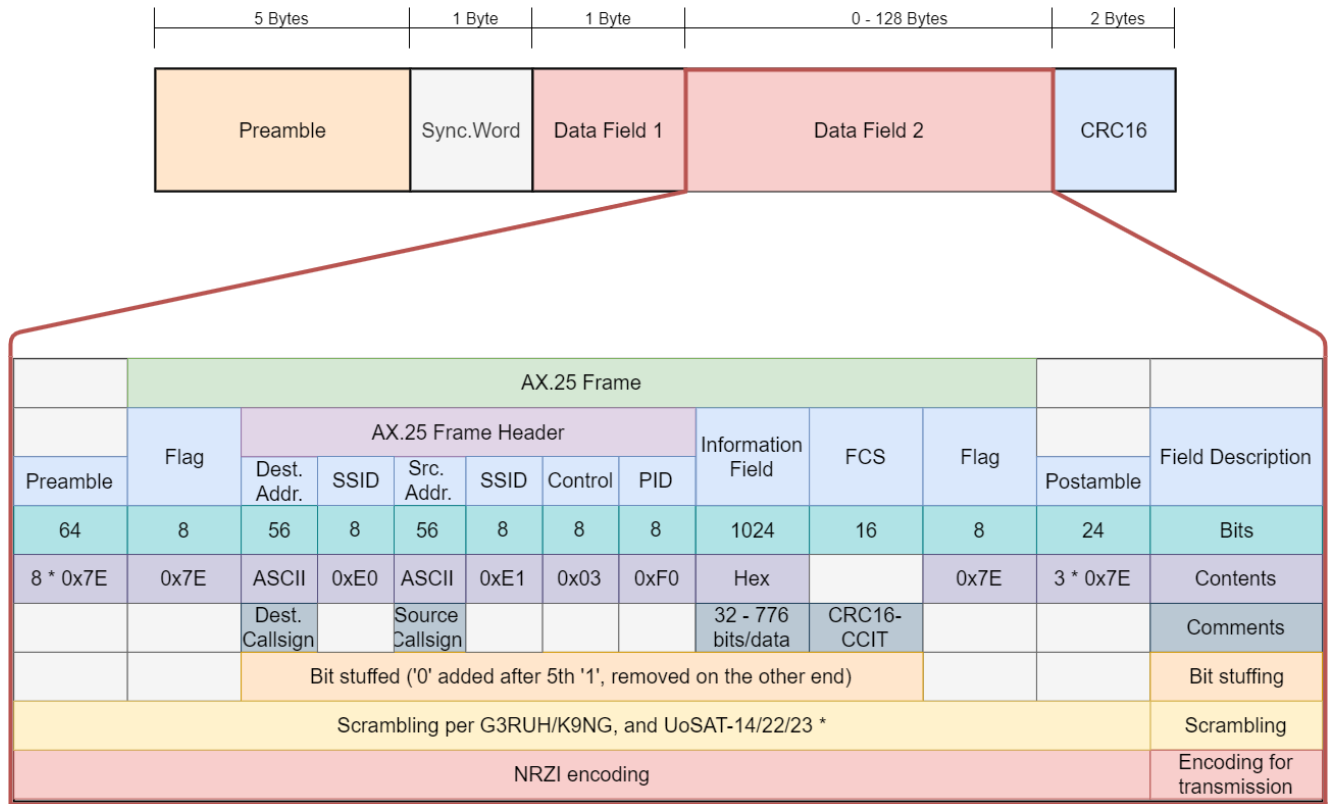 5 Bytes 1 Byte 1 Byte 0 - 128 Bytes 2 Bytes
Preamble Sync.Word Data Field 1 Data Field 2 CRC16
AX.25 Frame
AX.25 Frame Header
Flag Information
Field FCS Flag Field Description
Preamble Dest.
Addr. SSID Src.
Addr. SSID Control PID Postamble
64 8 56 8 56 8 8 8 1024 16 8 24 Bits
8 * 0x7E 0x7E ASCII 0xE0 ASCII 0xE1 0x03 0xF0 Hex 0x7E 3 * 0x7E Contents
Dest.
Callsign Source
Callsign 32 - 776
bits/data CRC16-
CCIT Comments
Bit stuffed ('0' added after 5th '1', removed on the other end) Bit stuffing
Scrambling per G3RUH/K9NG, and UoSAT-14/22/23 * Scrambling
NRZI encoding Encoding for
transmission